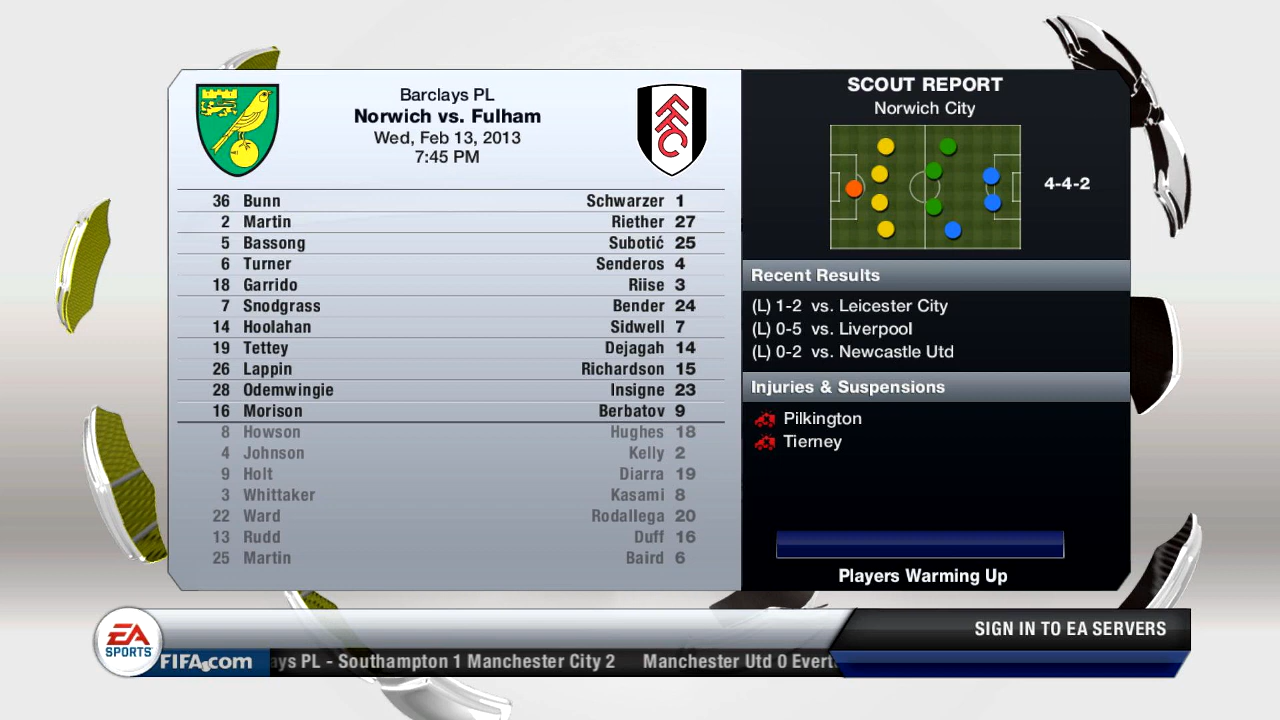 Barclays PL
Norwich vs. Fulham
Wed, Feb 13, 2013
7:45 PM
FFC
36 Bunn Schwarzer 1
2 Martin Riether 27
5 Bassong Subotić 25
6 Turner Senderos 4
18 Garrido Riise 3
7 Snodgrass Bender 24
14 Hoolahan Sidwell 7
19 Tettey Dejagah 14
26 Lappin Richardson 15
28 Odemwingie Insigne 23
16 Morison Berbatov 9
8 Howson Hughes 18
4 Johnson Kelly 2
9 Holt Diarra 19
3 Whittaker Kasami 8
22 Ward Rodallega 20
13 Rudd Duff 16
25 Martin Baird 6
SCOUT REPORT
Norwich City
4-4-2
Recent Results
(L) 1-2 vs. Leicester City
(L) 0-5 vs. Liverpool
(L) 0-2 vs. Newcastle Utd
Injuries & Suspensions
Pilkington
Tierney
Players Warming Up
SIGN IN TO EA SERVERS
EA
SPORTS
FIFA.com ays PL - Southampton 1 Manchester City 2 Manchester Utd 0 Evert